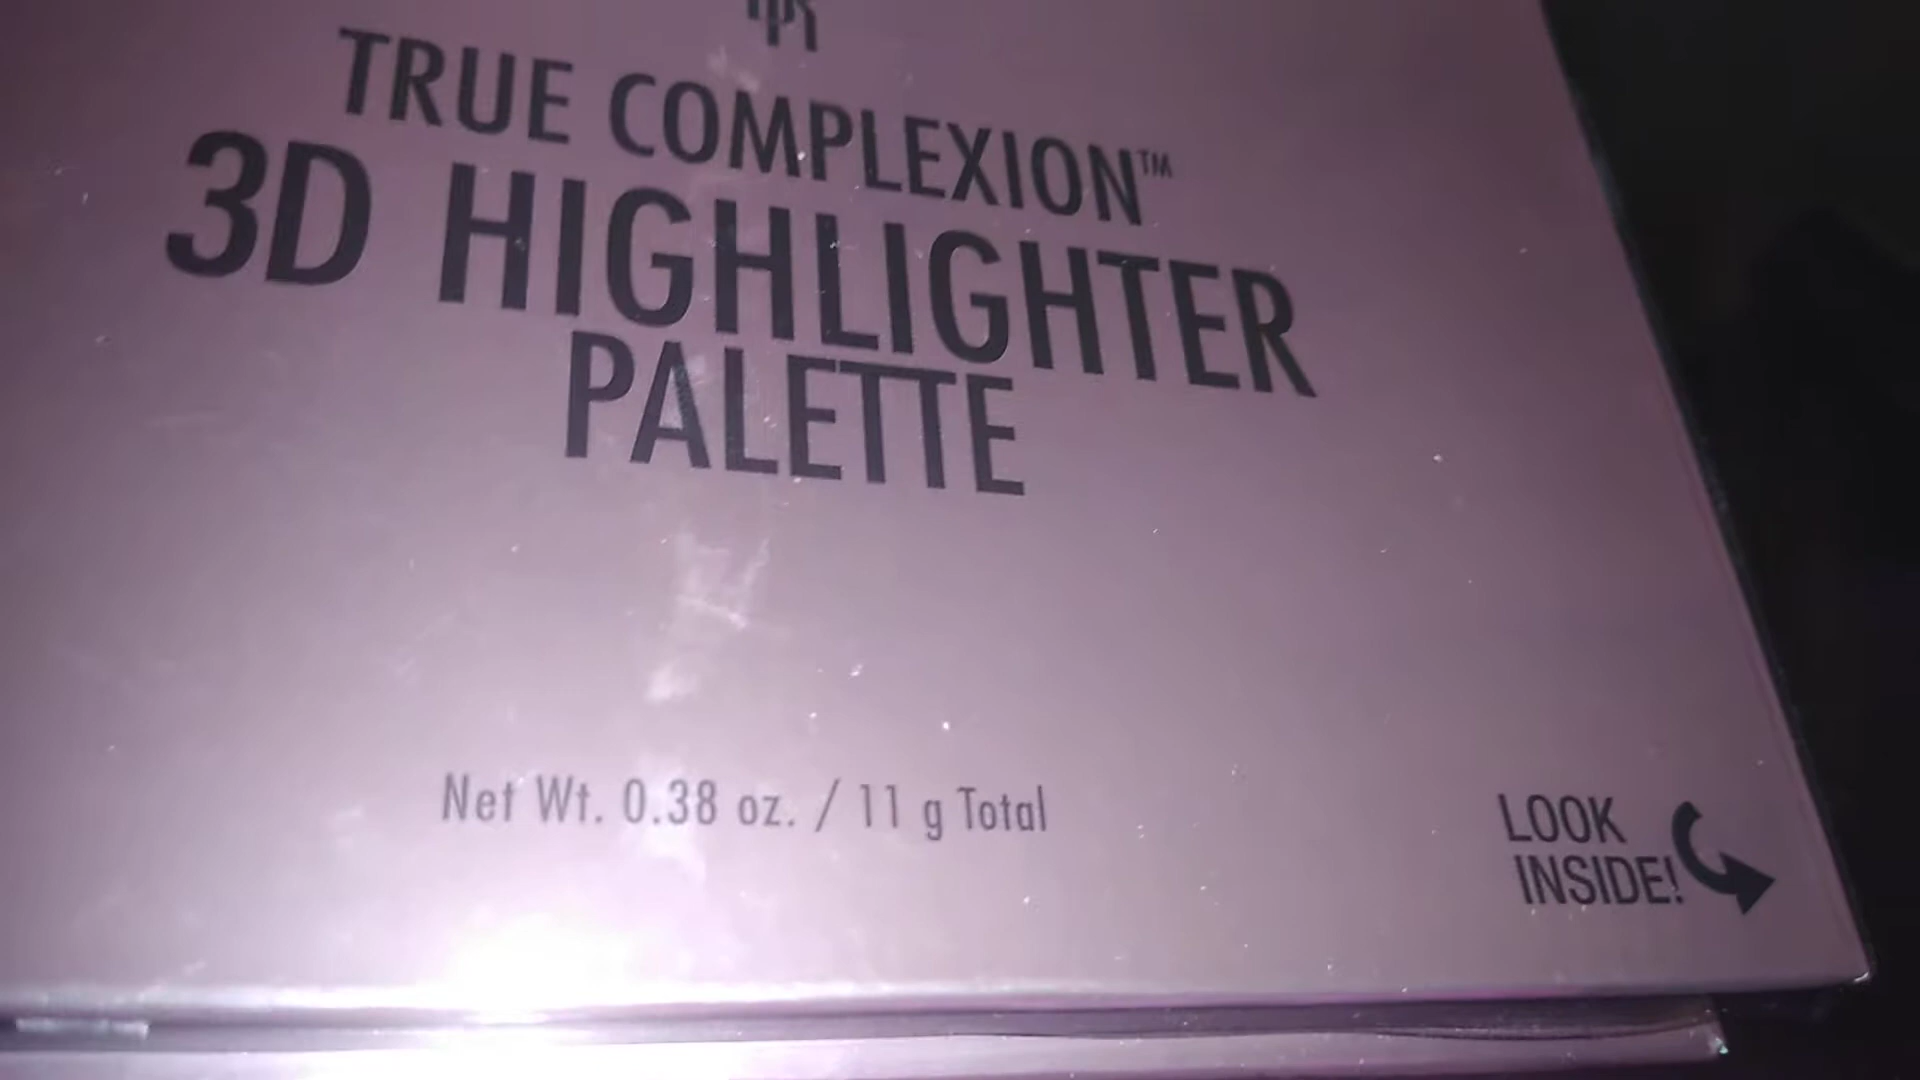 TRUE COMPLEXION™
3D HIGHLIGHTER
PALETTE
Net Wt. 0.38 oz. / 11 g Total
LOOK
INSIDE!